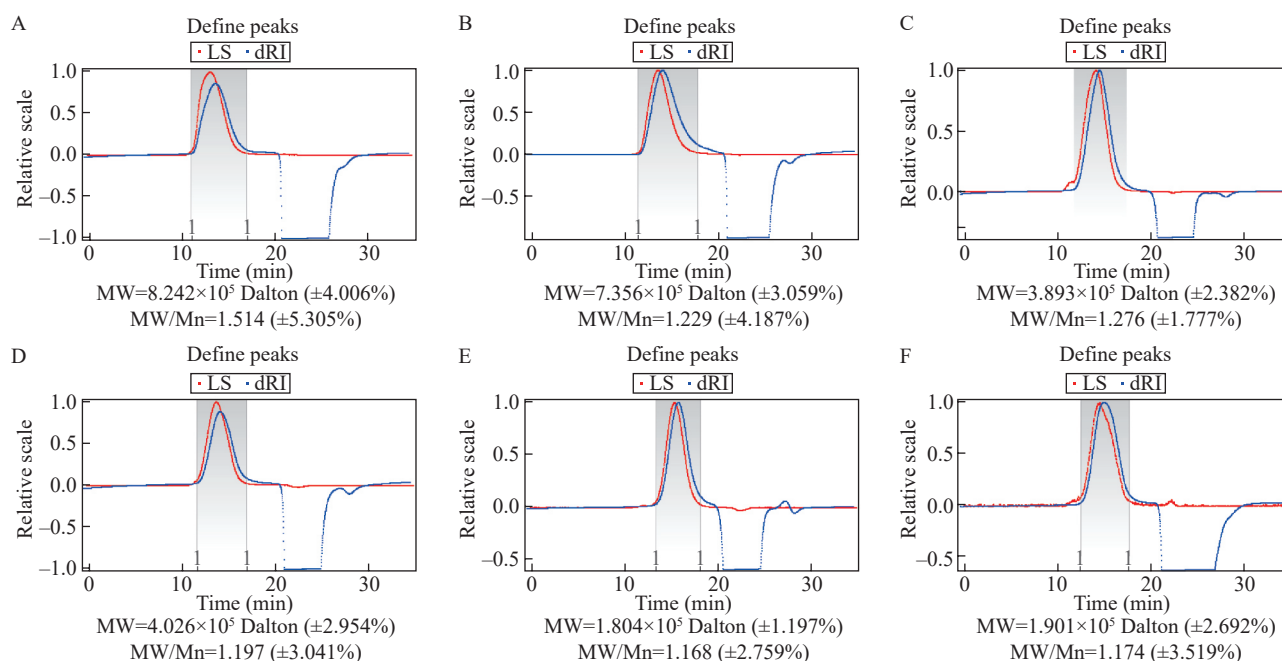 A
Define peaks
LS dRI
Relative scale
1.0
0.5
0.0
−0.5
−1.0
1 1
0 10 20 30
Time (min)
MW=8.242×10⁵ Dalton (±4.006%)
MW/Mn=1.514 (±5.305%)
B
Define peaks
LS dRI
Relative scale
1.0
0.5
0.0
−0.5
1 1
0 10 20 30
Time (min)
MW=7.356×10⁵ Dalton (±3.059%)
MW/Mn=1.229 (±4.187%)
C
Define peaks
LS dRI
Relative scale
1.0
0.5
0.0
0 10 20 30
Time (min)
MW=3.893×10⁵ Dalton (±2.382%)
MW/Mn=1.276 (±1.777%)
D
Define peaks
LS dRI
Relative scale
1.0
0.5
0.0
−0.5
−1.0
1 1
0 10 20 30
Time (min)
MW=4.026×10⁵ Dalton (±2.954%)
MW/Mn=1.197 (±3.041%)
E
Define peaks
LS dRI
Relative scale
1.0
0.5
0.0
−0.5
1 1
0 10 20 30
Time (min)
MW=1.804×10⁵ Dalton (±1.197%)
MW/Mn=1.168 (±2.759%)
F
Define peaks
LS dRI
Relative scale
1.0
0.5
0.0
−0.5
1 1
0 10 20 30
Time (min)
MW=1.901×10⁵ Dalton (±2.692%)
MW/Mn=1.174 (±3.519%)